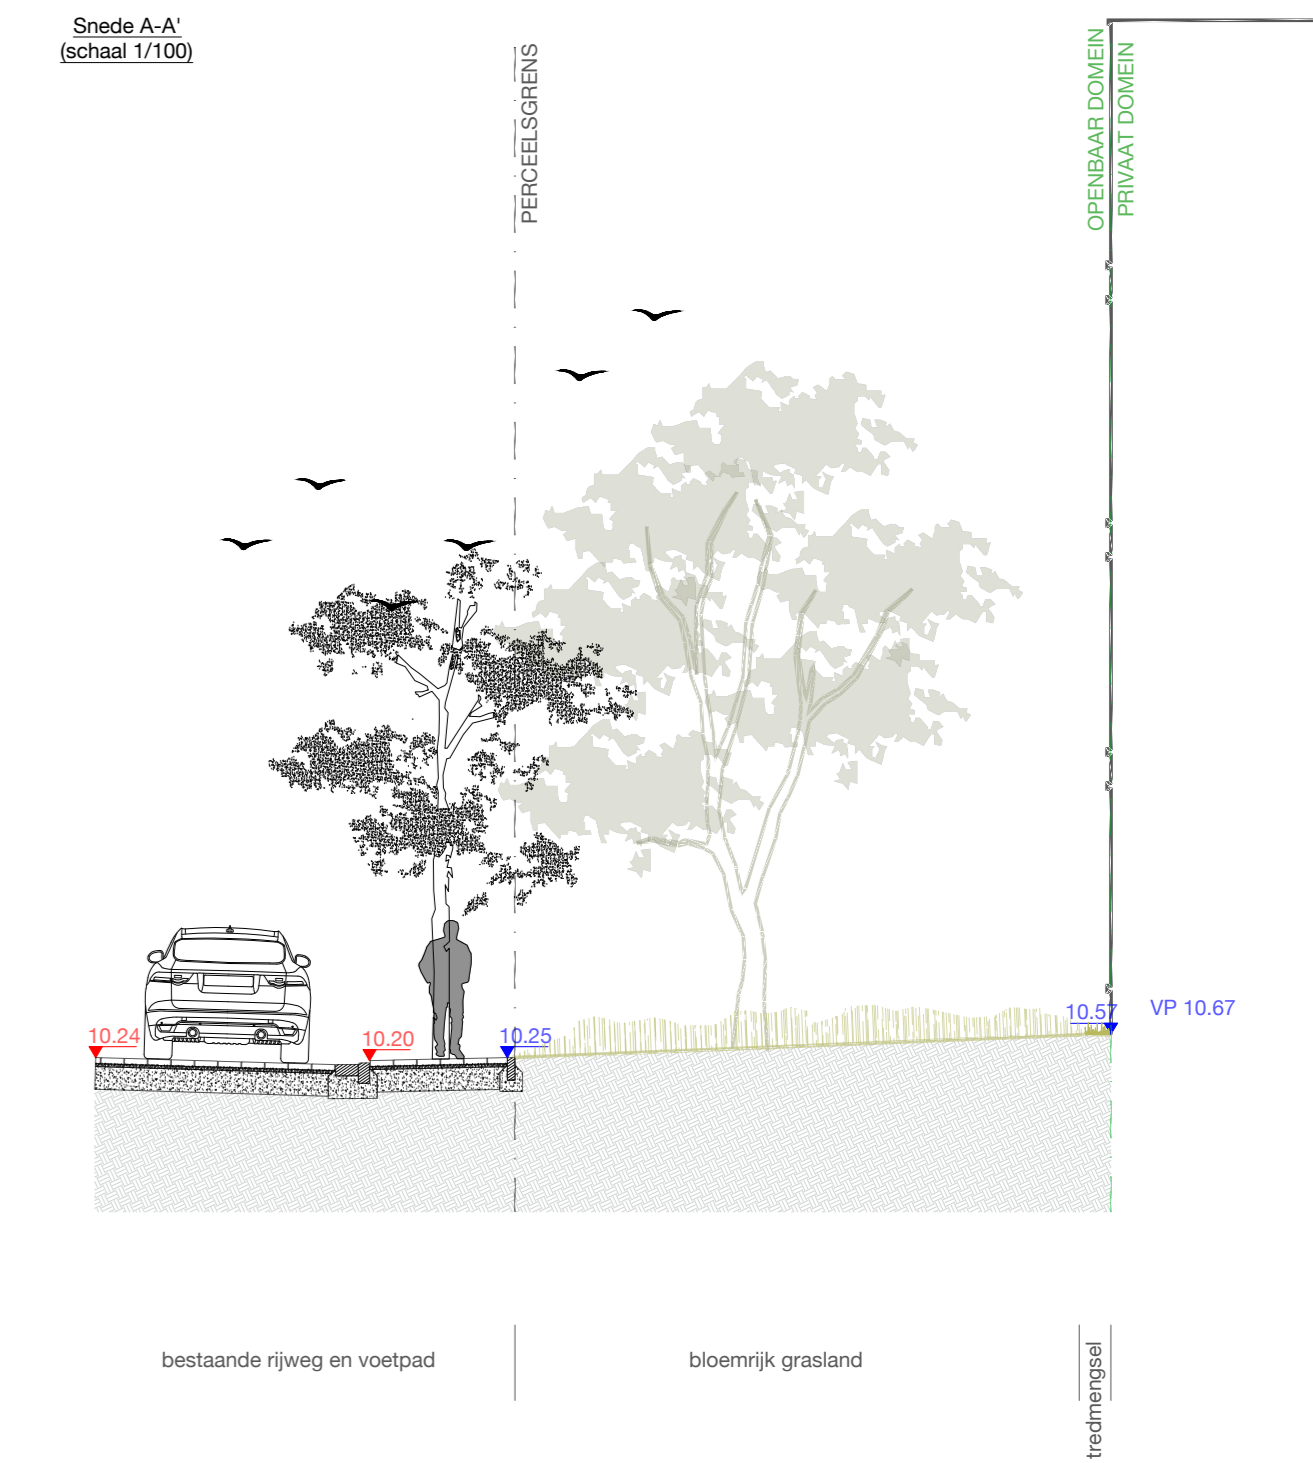 Snede A-A'
(schaal 1/100)
PERCEELSGRENS
OPENBAAR DOMEIN
PRIVAAT DOMEIN
10.24
10.20
10.25
10.57
VP 10.67
bestaande rijweg en voetpad
bloemrijk grasland
tredmengsel